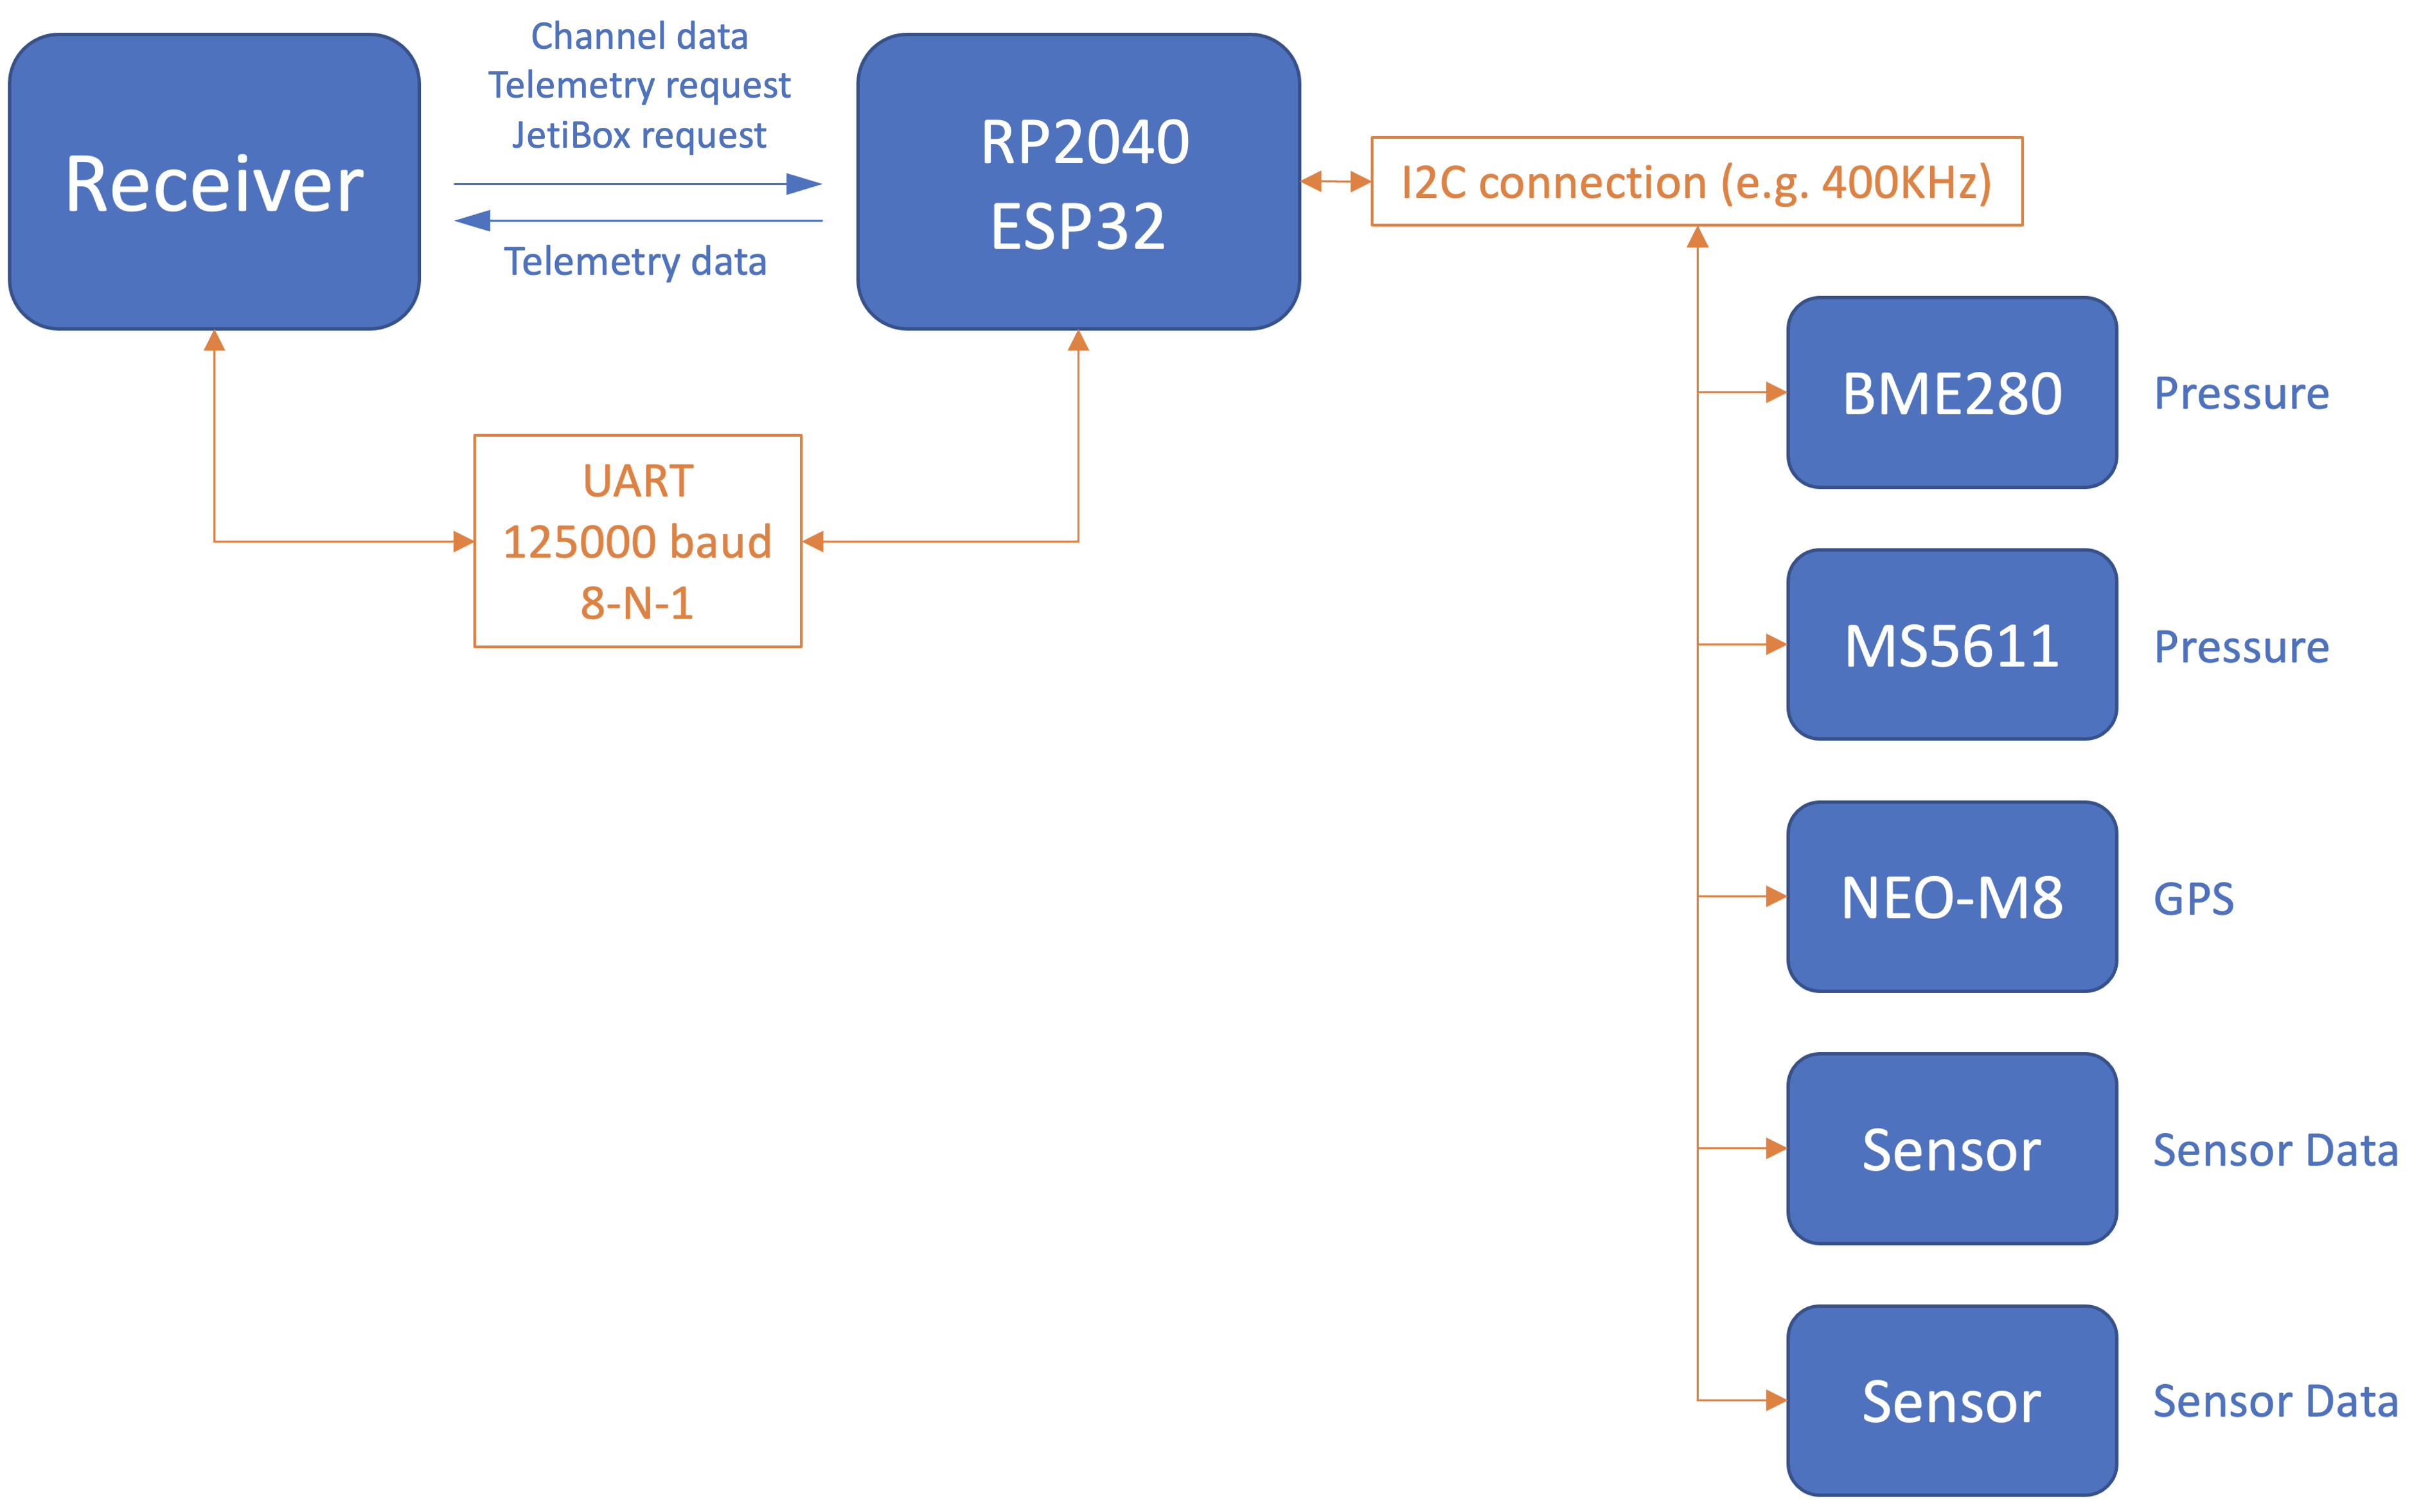 Receiver
Channel data
Telemetry request
JetiBox request
Telemetry data
RP2040
ESP32
I2C connection (e.g. 400KHz)
UART
125000 baud
8-N-1
BME280
Pressure
MS5611
Pressure
NEO-M8
GPS
Sensor
Sensor Data
Sensor
Sensor Data